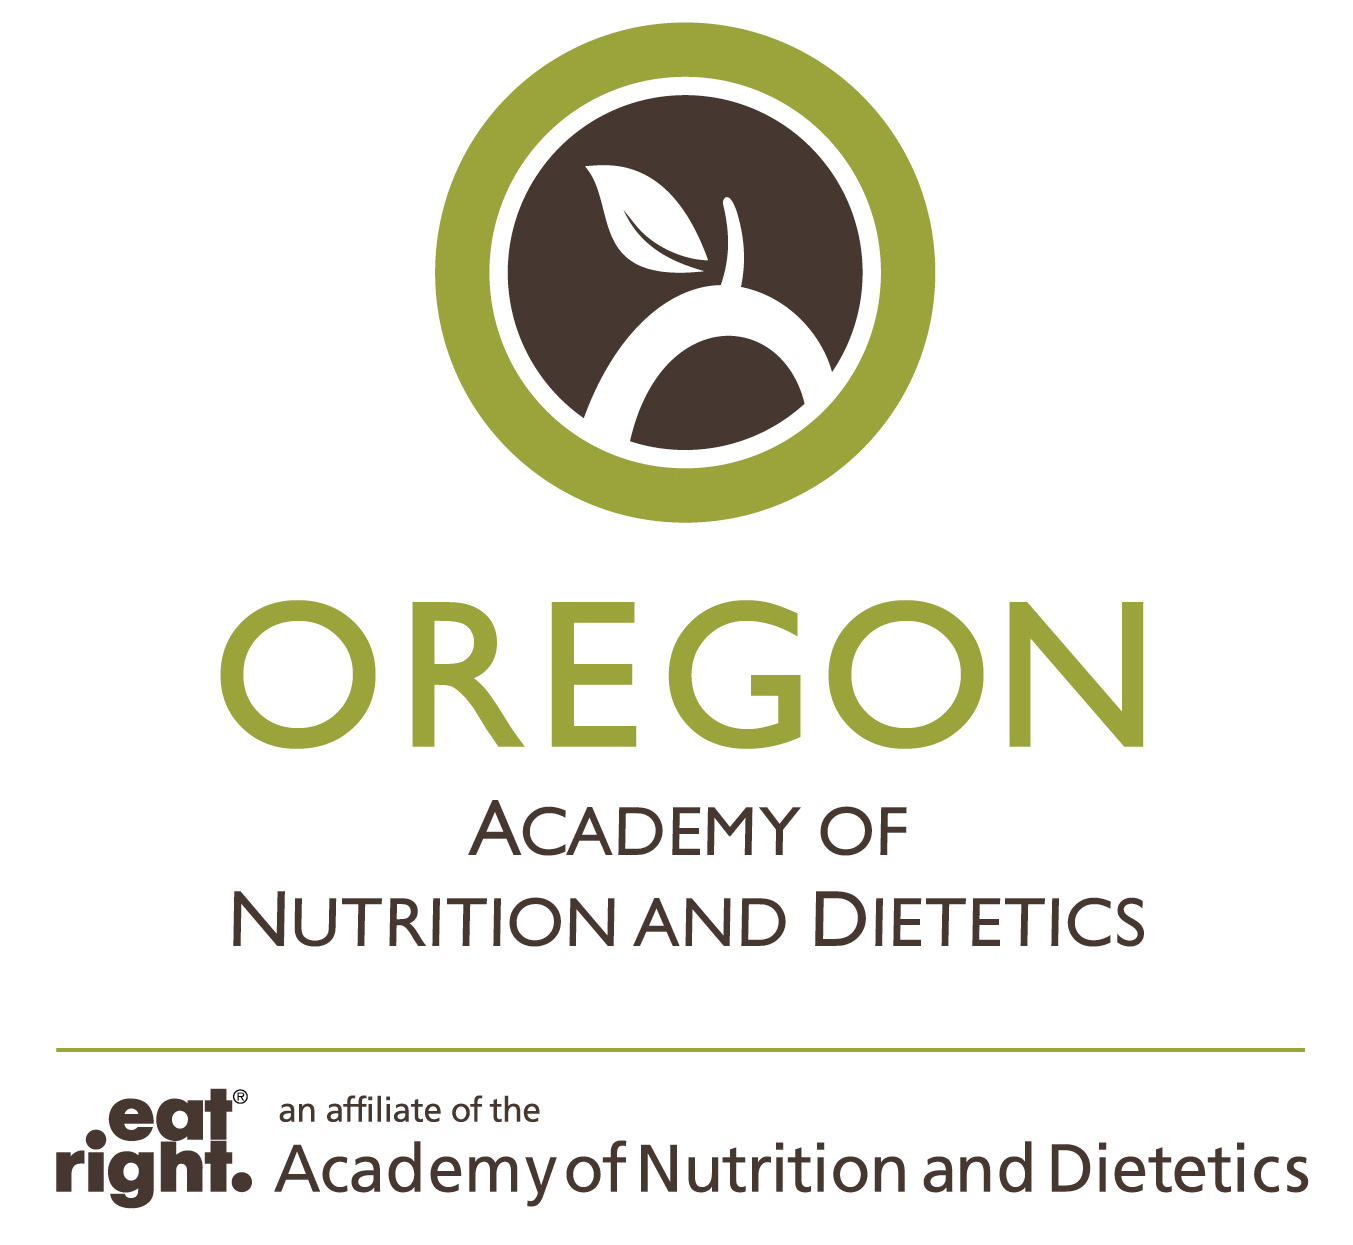 OREGON
ACADEMY OF
NUTRITION AND DIETETICS
eat®
right.
an affiliate of the
Academy of Nutrition and Dietetics